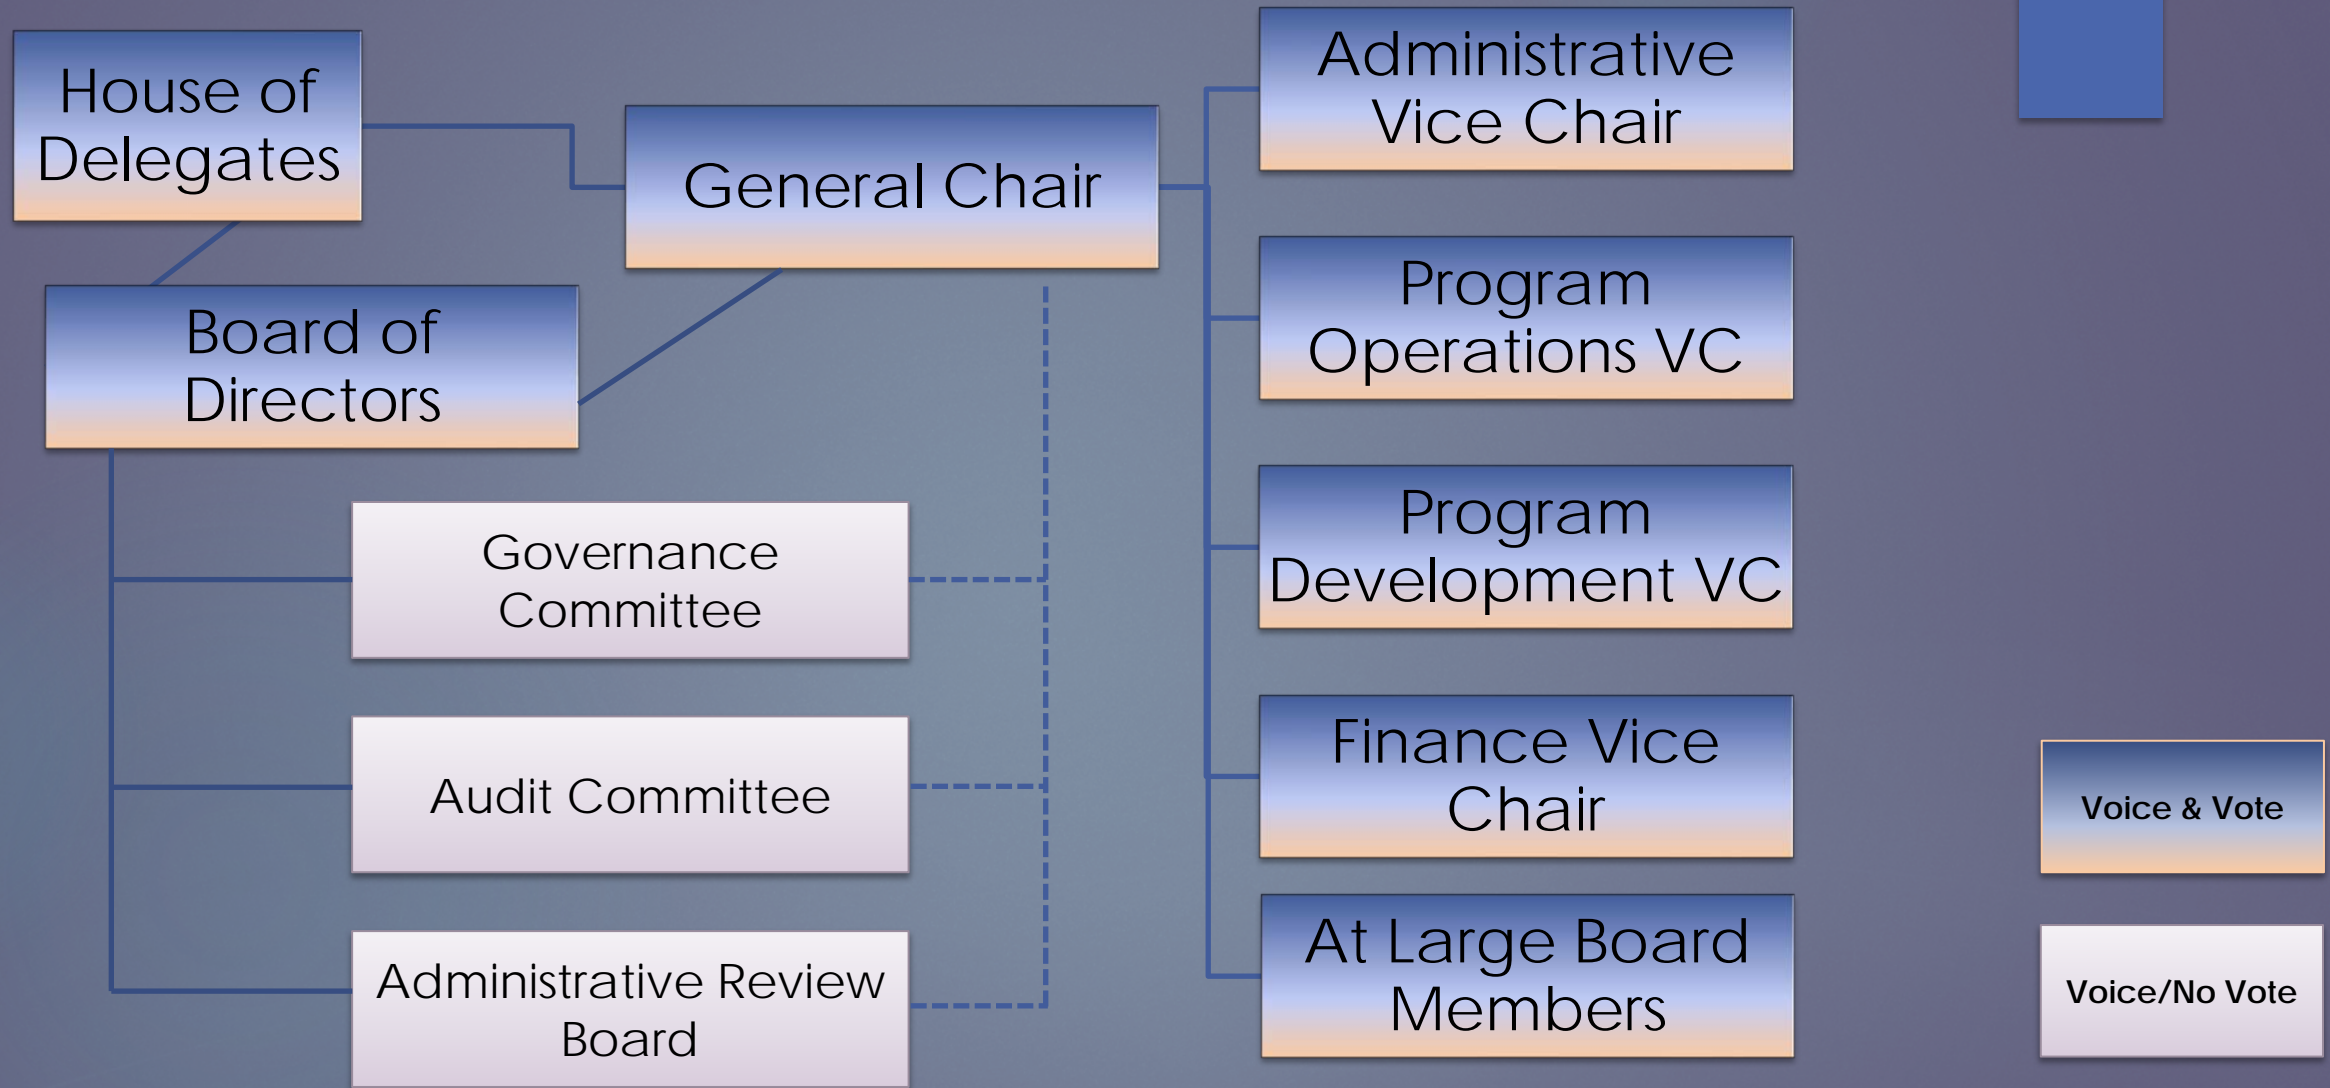 House of
Delegates
General Chair
Board of
Directors
Governance
Committee
Audit Committee
Administrative Review
Board
Administrative
Vice Chair
Program
Operations VC
Program
Development VC
Finance Vice
Chair
At Large Board
Members
Voice & Vote
Voice/No Vote